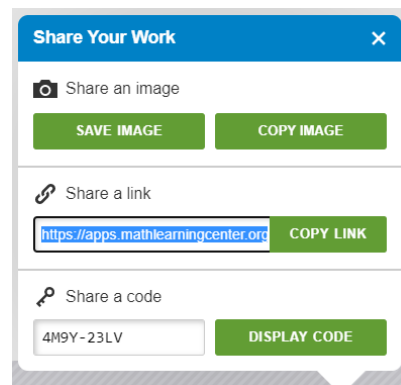 Share Your Work
Share an image
SAVE IMAGE COPY IMAGE
Share a link
https://apps.mathlearningcenter.org COPY LINK
Share a code
4M9Y-23LV DISPLAY CODE